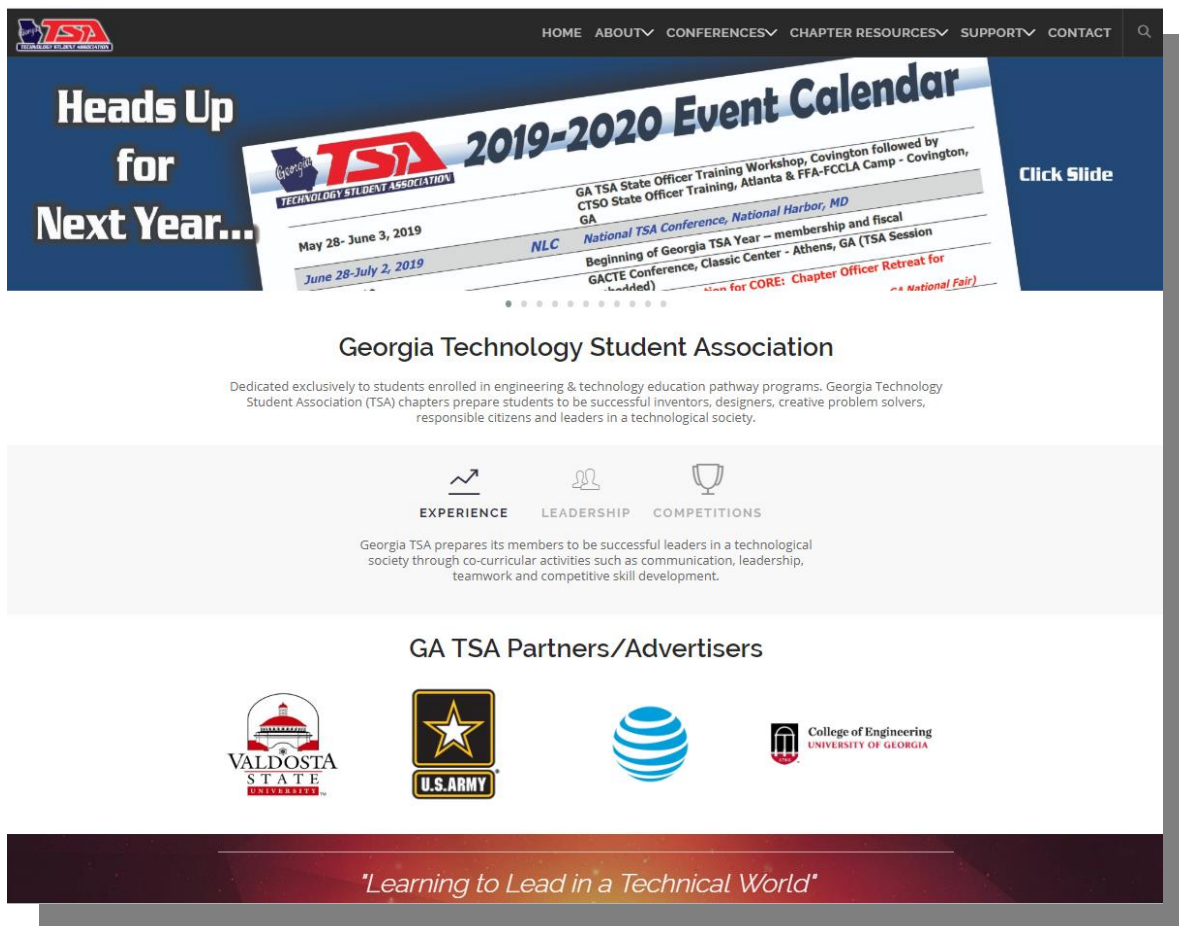 Georgia TSA
TECHNOLOGY STUDENT ASSOCIATION
HOME ABOUT CONFERENCES CHAPTER RESOURCES SUPPORT CONTACT
Heads Up
for
Next Year...
Georgia TSA
TECHNOLOGY STUDENT ASSOCIATION
2019-2020 Event Calendar
May 28- June 3, 2019
GA TSA State Officer Training Workshop, Covington followed by
CTSO State Officer Training, Atlanta & FFA-FCCLA Camp - Covington,
GA
June 28-July 2, 2019 NLC National TSA Conference, National Harbor, MD
Beginning of Georgia TSA Year – membership and fiscal
GACTE Conference, Classic Center - Athens, GA (TSA Session
for CORE: Chapter Officer Retreat for
National Fair)
Click Slide
Georgia Technology Student Association
Dedicated exclusively to students enrolled in engineering & technology education pathway programs. Georgia Technology
Student Association (TSA) chapters prepare students to be successful inventors, designers, creative problem solvers,
responsible citizens and leaders in a technological society.
EXPERIENCE LEADERSHIP COMPETITIONS
Georgia TSA prepares its members to be successful leaders in a technological
society through co-curricular activities such as communication, leadership,
teamwork and competitive skill development.
GA TSA Partners/Advertisers
VALDOSTA
STATE
UNIVERSITY
U.S.ARMY
College of Engineering
UNIVERSITY OF GEORGIA
"Learning to Lead in a Technical World"